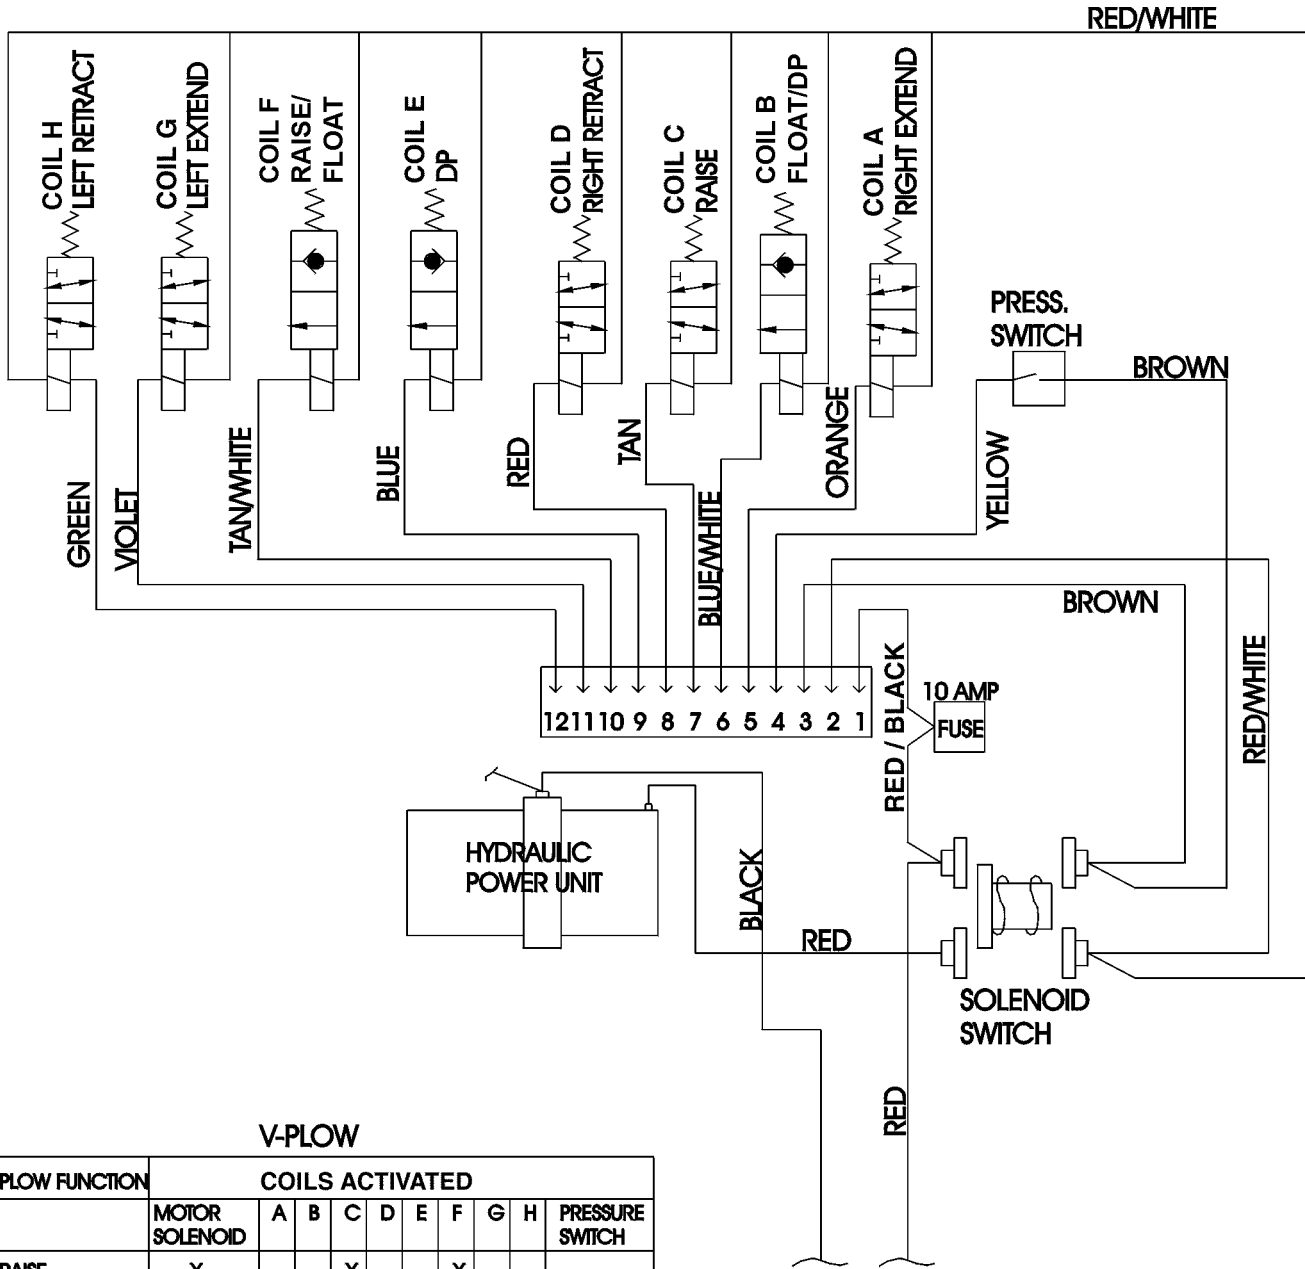 RED/WHITE
COIL H
LEFT RETRACT
COIL G
LEFT EXTEND
COIL F
RAISE/
FLOAT
COIL E
DP
COIL D
RIGHT RETRACT
COIL C
RAISE
COIL B
FLOAT/DP
COIL A
RIGHT EXTEND
PRESS.
SWITCH
BROWN
GREEN
VIOLET
TAN/WHITE
BLUE
RED
TAN
BLUE/WHITE
ORANGE
YELLOW
BROWN
RED/WHITE
RED / BLACK
10 AMP
FUSE
12 11 10 9 8 7 6 5 4 3 2 1
HYDRAULIC
POWER UNIT
BLACK
RED
SOLENOID
SWITCH
RED
V-PLOW
PLOW FUNCTION COILS ACTIVATED
MOTOR
SOLENOID A B C D E F G H PRESSURE
SWITCH
RAISE X X X